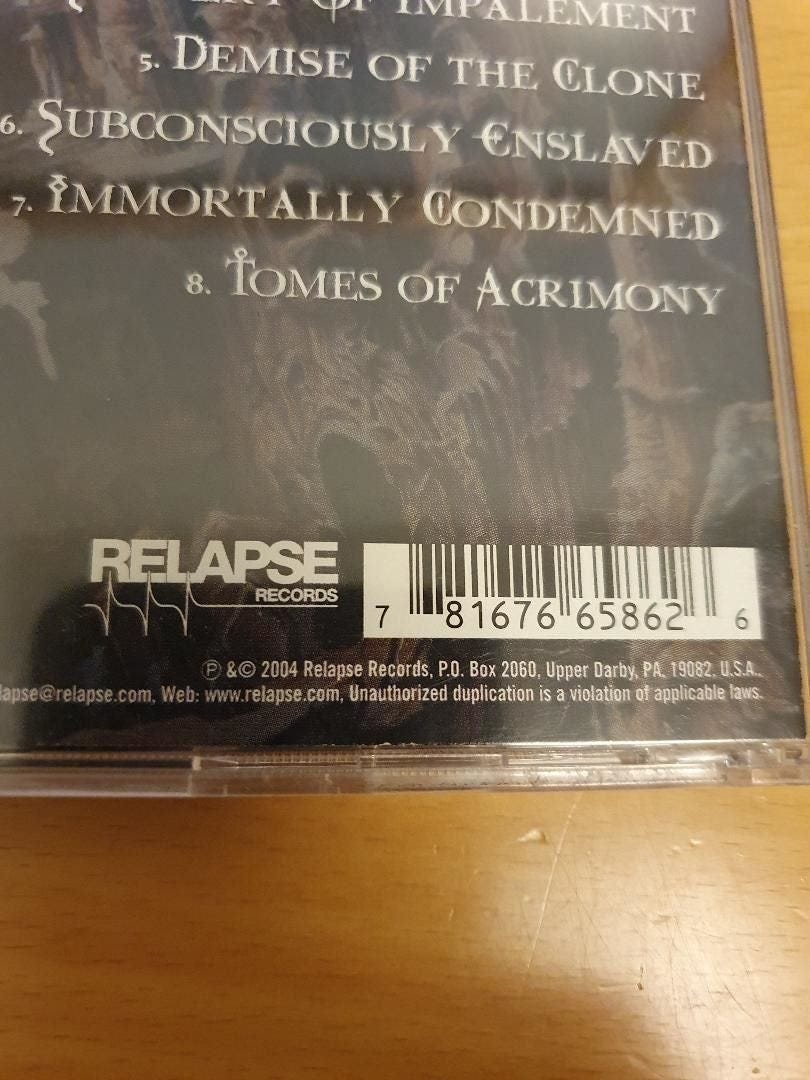 OF IMPALEMENT
5. DEMISE OF THE CLONE
6. SUBCONSCIOUSLY ENSLAVED
7. IMMORTALLY CONDEMNED
8. TOMES OF ACRIMONY
RELAPSE
RECORDS
7 81676 65862 6
℗ &© 2004 Relapse Records, P.O. Box 2060, Upper Darby, PA, 19082, U.S.A..
lapse@relapse.com, Web: www.relapse.com, Unauthorized duplication is a violation of applicable laws.